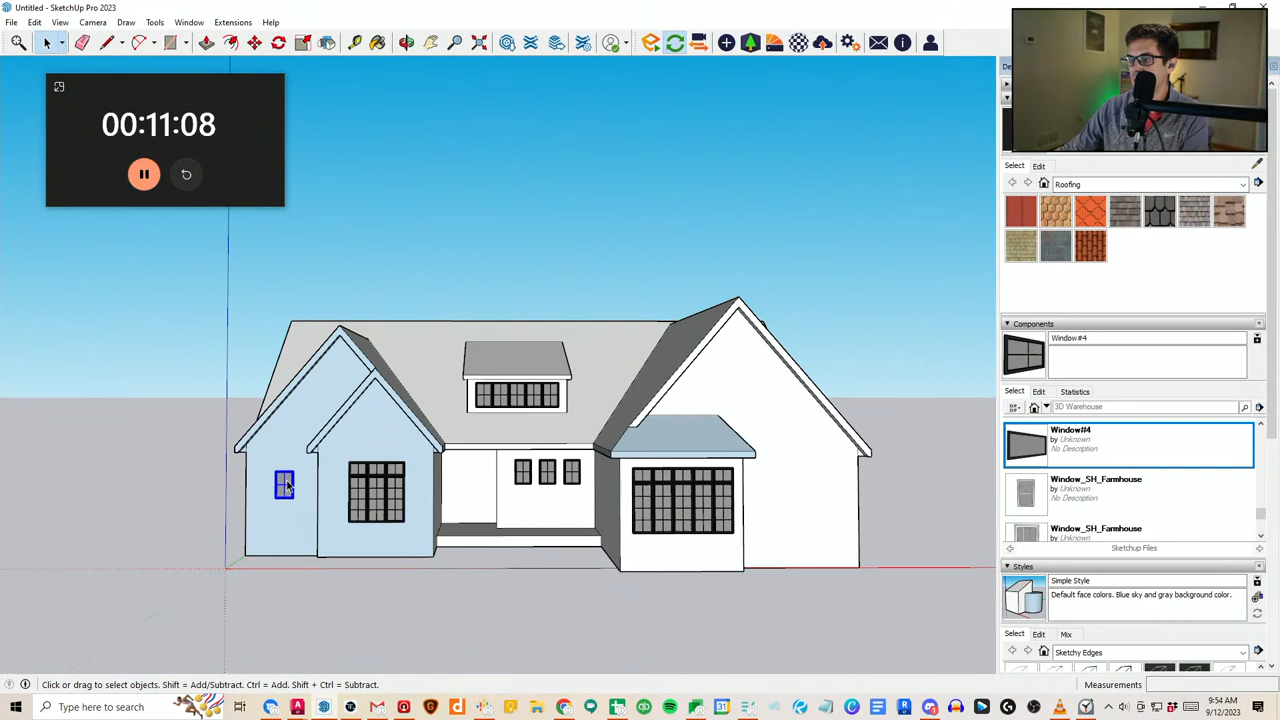 Untitled - SketchUp Pro 2023
File Edit View Camera Draw Tools Window Extensions Help
00:11:08
De
Select Edit
Roofing
Components
Window#4
Select Edit Statistics
3D Warehouse
Window#4
by Unknown
No Description
Window_SH_Farmhouse
by Unknown
No Description
Window_SH_Farmhouse
by Unknown
Sketchup Files
Styles
Simple Style
Default face colors. Blue sky and gray background color.
Select Edit Mix
Sketchy Edges
Click or drag to select objects. Shift = Add/Subtract. Ctrl = Add. Shift + Ctrl = Subtract.
Measurements
Type here to search
9:54 AM
9/12/2023